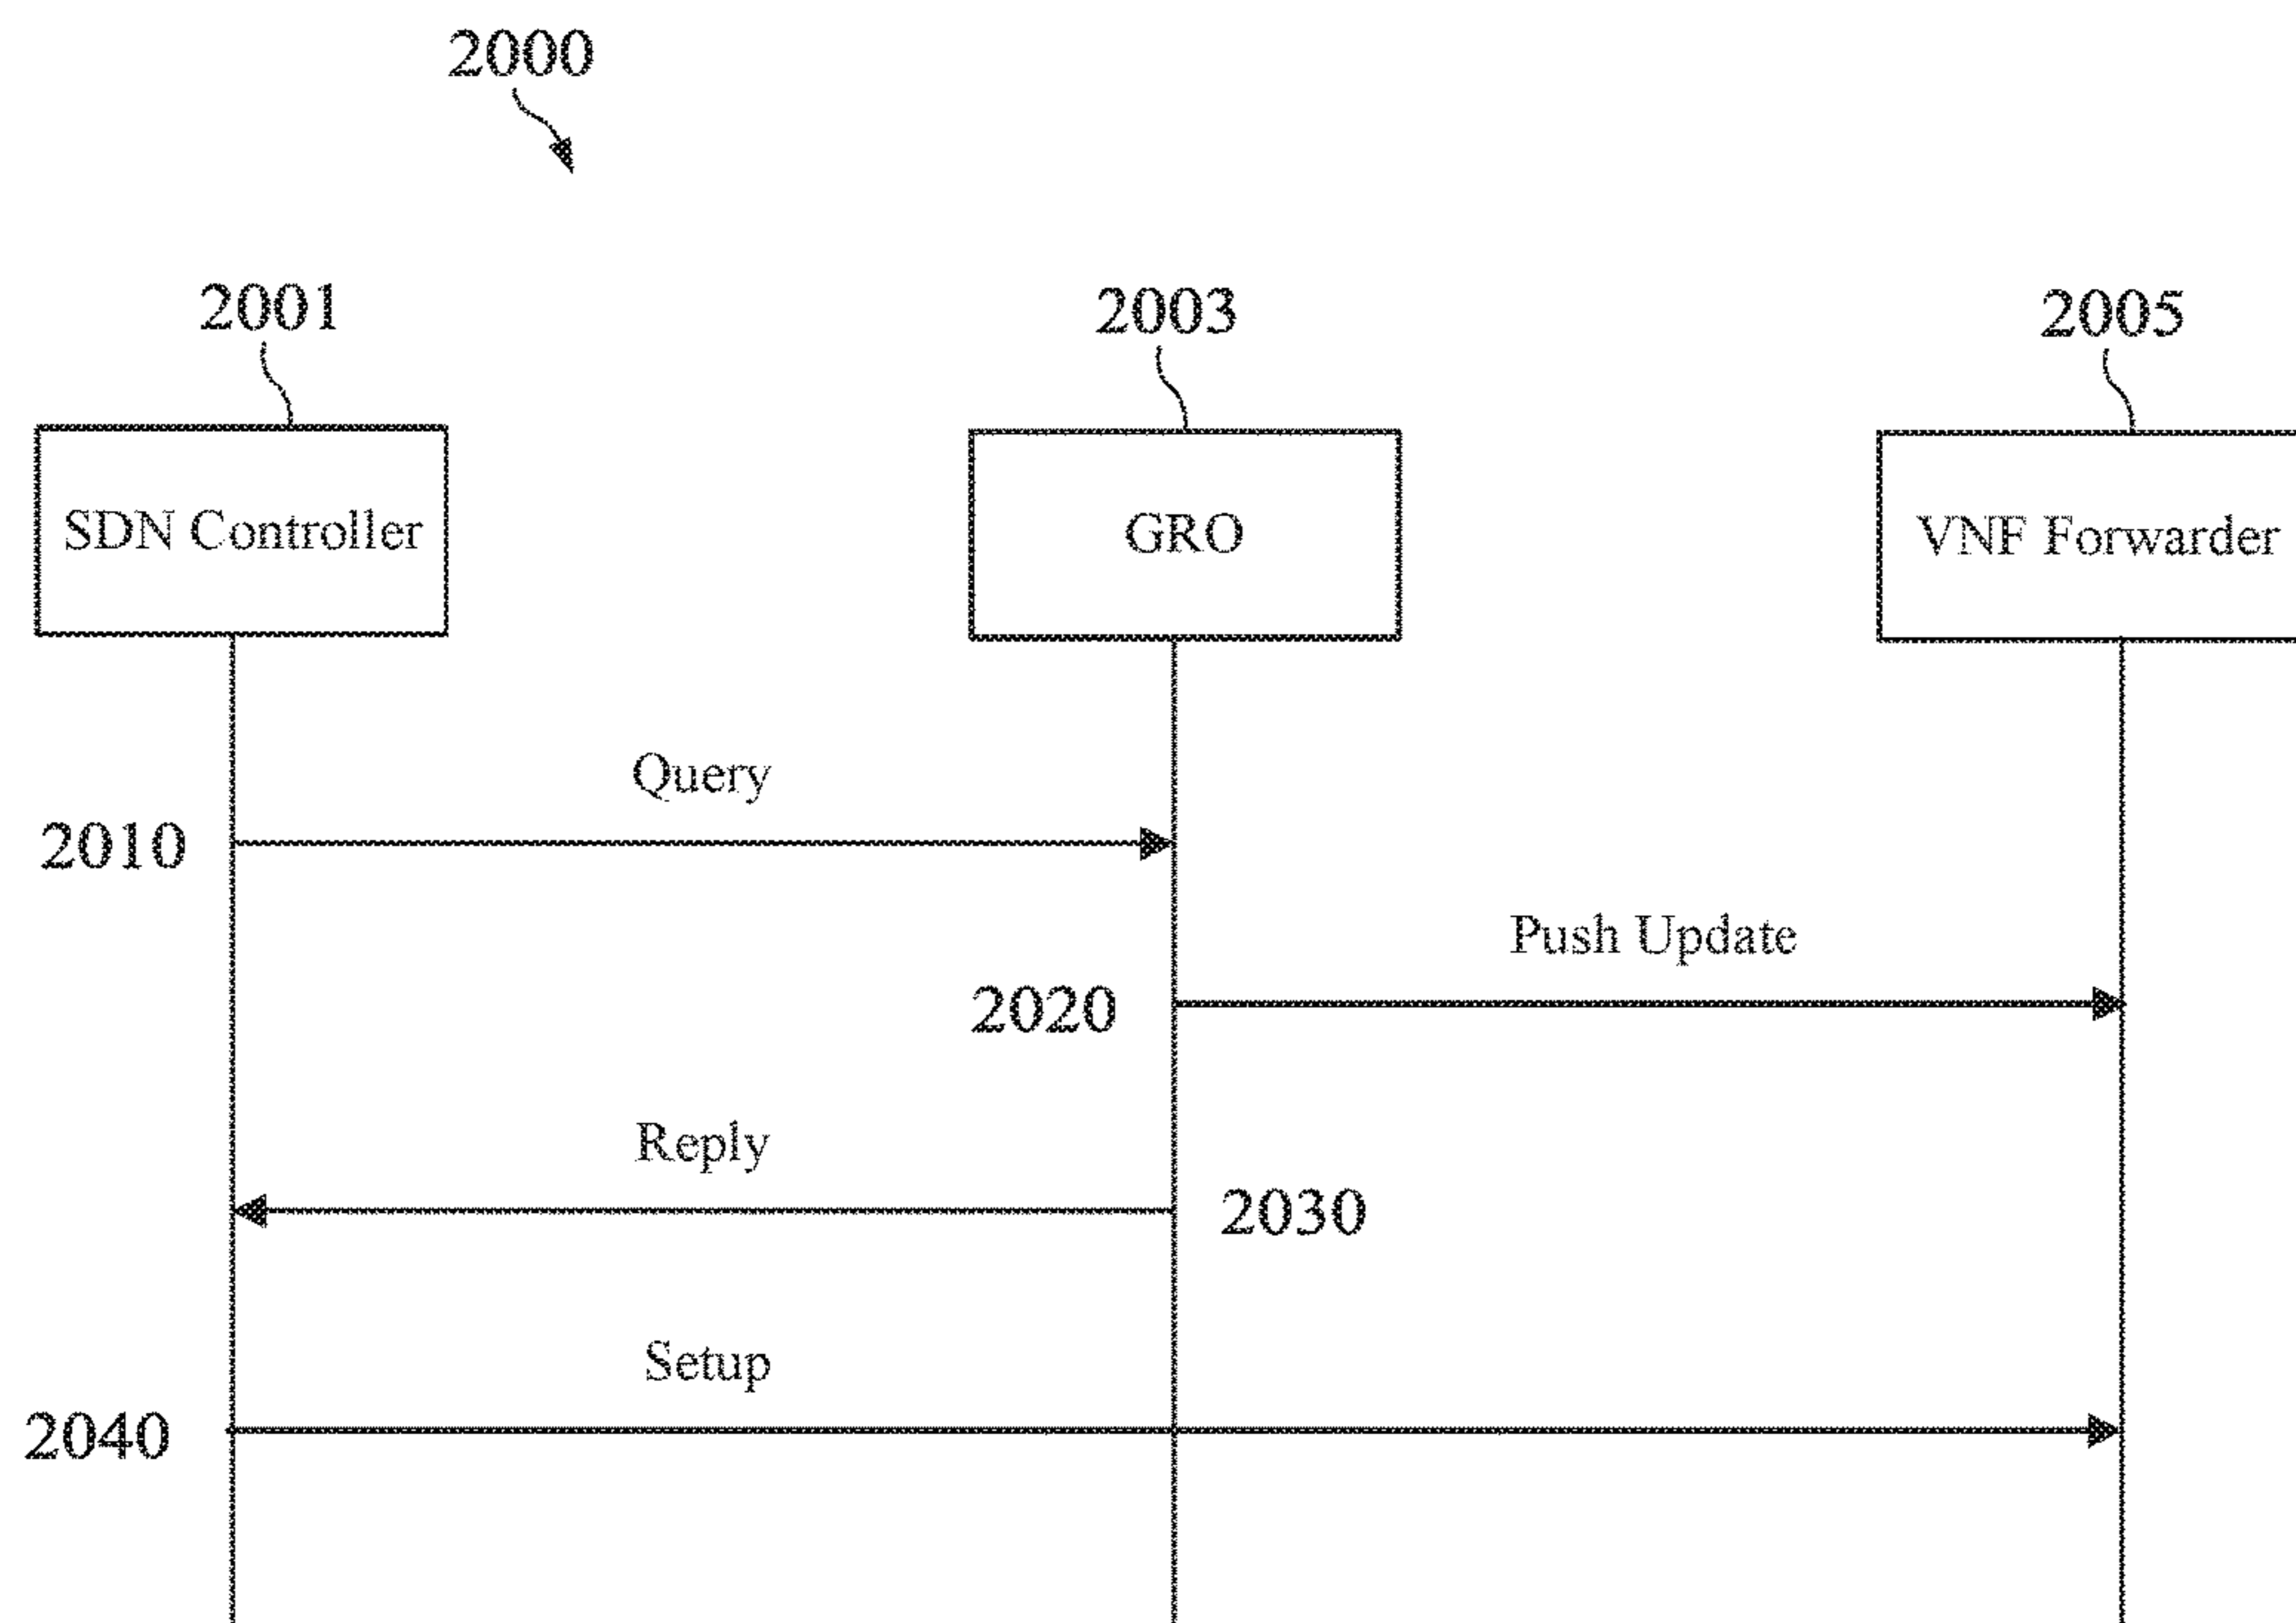 2000
2001
2003
2005
SDN Controller
GRO
VNF Forwarder
Query
2010
Push Update
2020
Reply
2030
Setup
2040